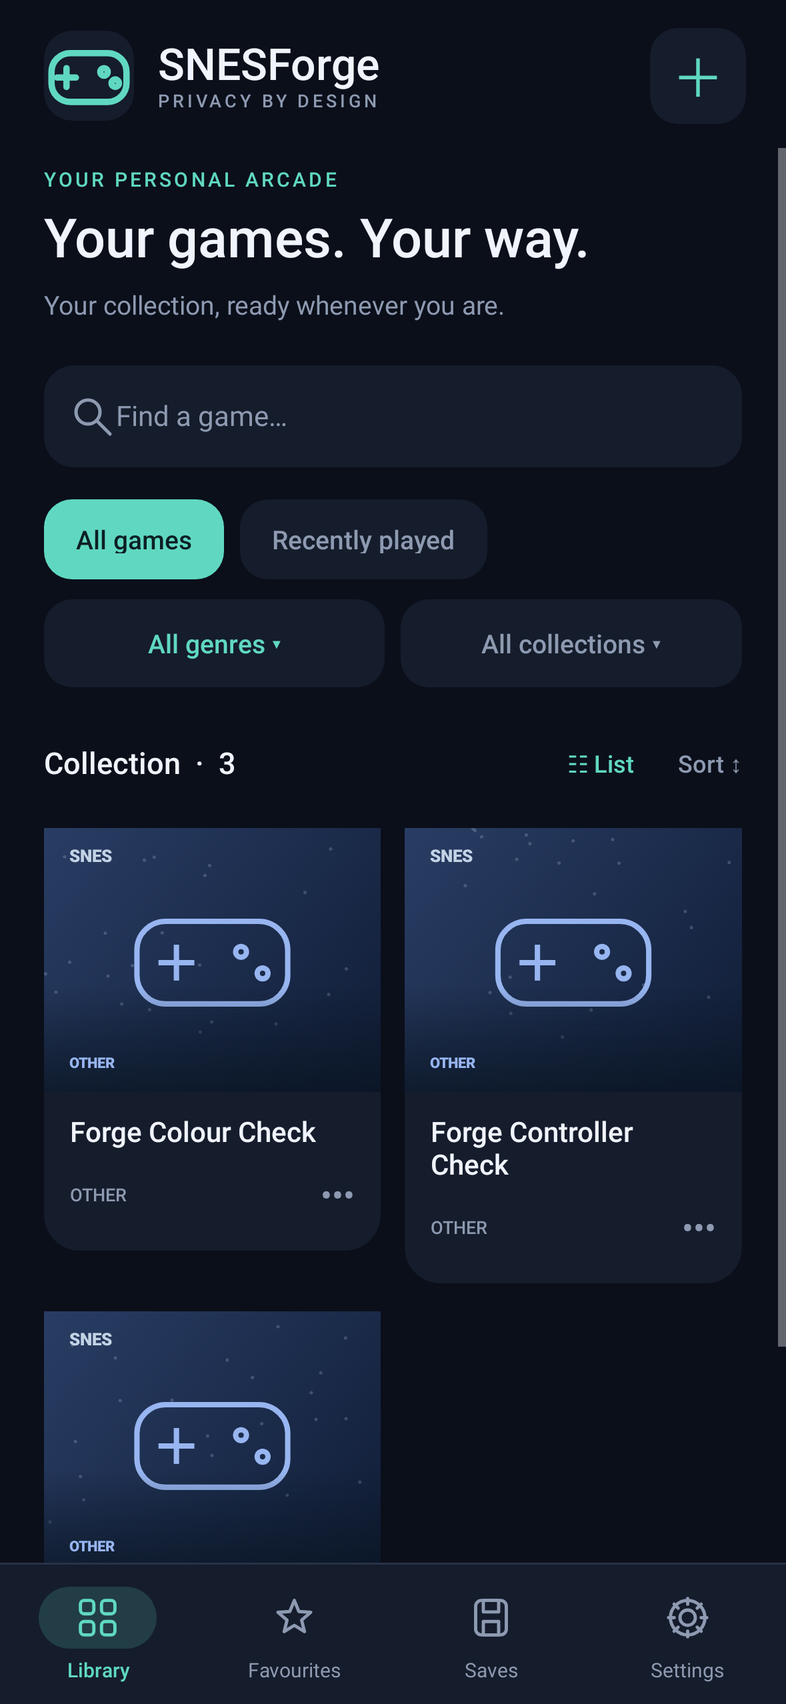 SNESForge
PRIVACY BY DESIGN
YOUR PERSONAL ARCADE
Your games. Your way.
Your collection, ready whenever you are.
Find a game…
All games
Recently played
All genres ▾
All collections ▾
Collection · 3
☷ List
Sort ↕
SNES
OTHER
Forge Colour Check
OTHER
•••
SNES
OTHER
Forge Controller
Check
OTHER
•••
SNES
OTHER
Library
Favourites
Saves
Settings